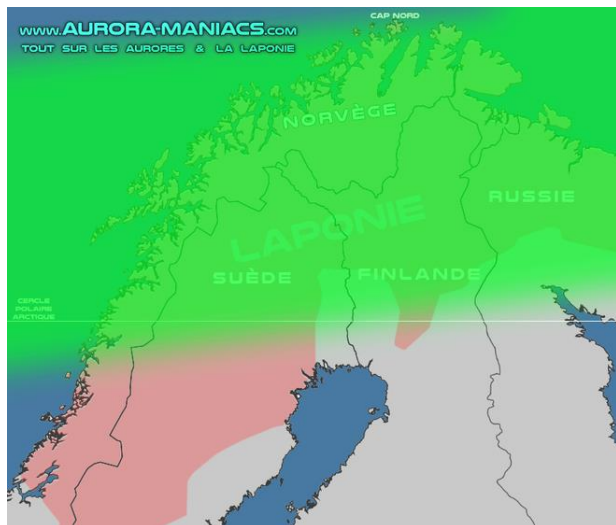 www.AURORA-MANIACS.COM
TOUT SUR LES AURORES & LA LAPONIE
CAP NORD
NORVÈGE
RUSSIE
LAPONIE
SUÈDE
FINLANDE
CERCLE
POLAIRE
ARCTIQUE